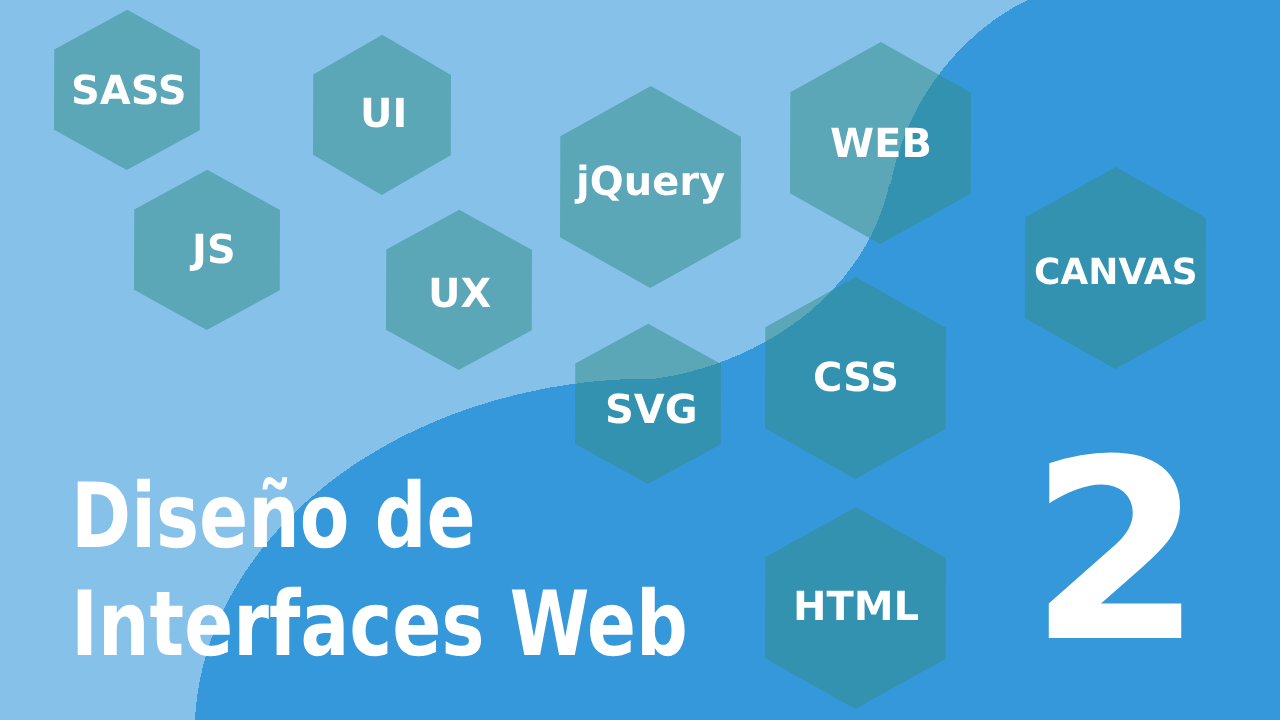 SASS
UI
jQuery
WEB
JS
UX
CANVAS
SVG
CSS
Diseño de
Interfaces Web
HTML
2